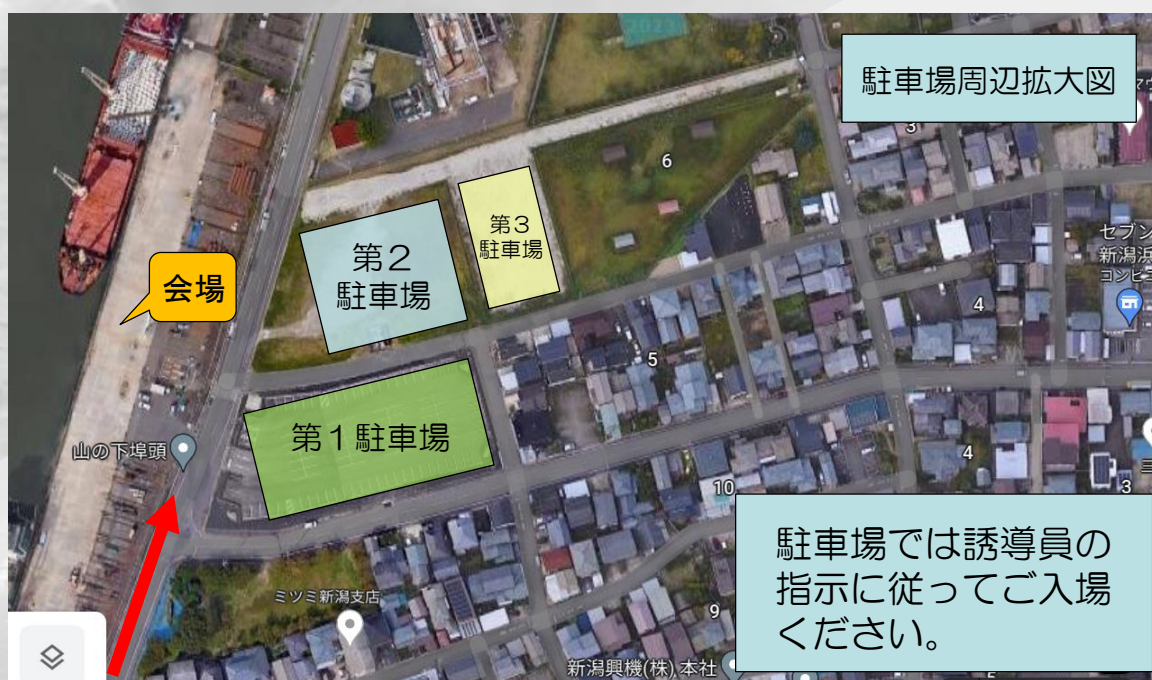 2023
駐車場周辺拡大図
3
6
第３
駐車場
セブン
新潟浜
コンビニ
第２
駐車場
会場
4
5
第１駐車場
山の下埠頭
4
3
10
駐車場では誘導員の
指示に従ってご入場
ください。
ミツミ新潟支店
9
新潟興機(株)本社